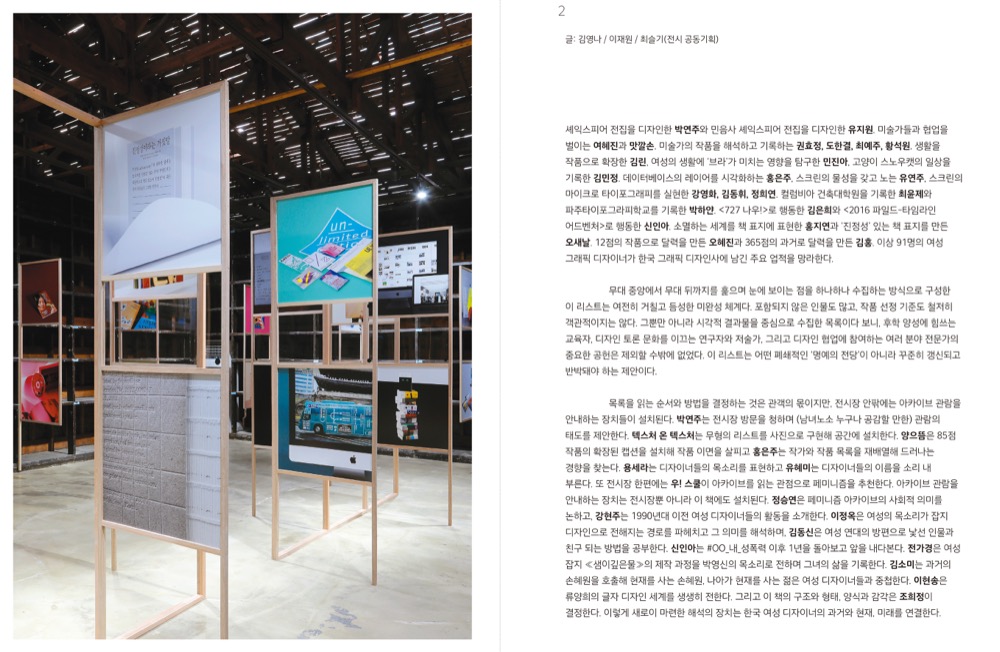 un-
limited
2
글: 김영나 / 이재원 / 최슬기(전시 공동기획)
셰익스피어 전집을 디자인한 박연주와 민음사 셰익스피어 전집을 디자인한 유지원. 미술가들과 협업을
벌이는 여혜진과 맛깔손. 미술가의 작품을 해석하고 기록하는 권효정, 도한결, 최예주, 황석원. 생활을
작품으로 확장한 김린. 여성의 생활에 ‘브라’가 미치는 영향을 탐구한 민진아. 고양이 스노우캣의 일상을
기록한 김민정. 데이터베이스의 레이어를 시각화하는 홍은주. 스크린의 물성을 갖고 노는 유연주. 스크린의
마이크로 타이포그래피를 실현한 강영화, 김동휘, 정희연. 컬럼비아 건축대학원을 기록한 최윤제와
파주타이포그라피학교를 기록한 박하얀. <727 나우!>로 행동한 김은희와 <2016 파일드-타임라인
어드벤처>로 행동한 신인아. 소멸하는 세계를 책 표지에 표현한 홍지연과 ‘진정성’ 있는 책 표지를 만든
오새날. 12점의 작품으로 달력을 만든 오혜진과 365점의 과거로 달력을 만든 김홍. 이상 91명의 여성
그래픽 디자이너가 한국 그래픽 디자인사에 남긴 주요 업적을 망라한다.
무대 중앙에서 무대 뒤까지를 훑으며 눈에 보이는 점을 하나하나 수집하는 방식으로 구성한
이 리스트는 여전히 거칠고 듬성한 미완성 체계다. 포함되지 않은 인물도 많고, 작품 선정 기준도 철저히
객관적이지는 않다. 그뿐만 아니라 시각적 결과물을 중심으로 수집한 목록이다 보니, 후학 양성에 힘쓰는
교육자, 디자인 토론 문화를 이끄는 연구자와 저술가, 그리고 디자인 협업에 참여하는 여러 분야 전문가의
중요한 공헌은 제외할 수밖에 없었다. 이 리스트는 어떤 폐쇄적인 ‘명예의 전당’이 아니라 꾸준히 갱신되고
반박돼야 하는 제안이다.
목록을 읽는 순서와 방법을 결정하는 것은 관객의 몫이지만, 전시장 안팎에는 아카이브 관람을
안내하는 장치들이 설치된다. 박연주는 전시장 방문을 청하며 (남녀노소 누구나 공감할 만한) 관람의
태도를 제안한다. 텍스처 온 텍스처는 무형의 리스트를 사진으로 구현해 공간에 설치한다. 양으뜸은 85점
작품의 확장된 캡션을 설치해 작품 이면을 살피고 홍은주는 작가와 작품 목록을 재배열해 드러나는
경향을 찾는다. 용세라는 디자이너들의 목소리를 표현하고 유혜미는 디자이너들의 이름을 소리 내
부른다. 또 전시장 한편에는 우! 스쿨이 아카이브를 읽는 관점으로 페미니즘을 추천한다. 아카이브 관람을
안내하는 장치는 전시장뿐 아니라 이 책에도 설치된다. 정승연은 페미니즘 아카이브의 사회적 의미를
논하고, 강현주는 1990년대 이전 여성 디자이너들의 활동을 소개한다. 이정옥은 여성의 목소리가 잡지
디자인으로 전해지는 경로를 파헤치고 그 의미를 해석하며, 김동신은 여성 연대의 방편으로 낯선 인물과
친구 되는 방법을 공부한다. 신인아는 #OO_내_성폭력 이후 1년을 돌아보고 앞을 내다본다. 전가경은 여성
잡지 ≪샘이깊은물≫의 제작 과정을 박영신의 목소리로 전하며 그녀의 삶을 기록한다. 김소미는 과거의
손혜원을 호출해 현재를 사는 손혜원, 나아가 현재를 사는 젊은 여성 디자이너들과 중첩한다. 이현송은
류양희의 글자 디자인 세계를 생생히 전한다. 그리고 이 책의 구조와 형태, 양식과 감각은 조희정이
결정한다. 이렇게 새로이 마련한 해석의 장치는 한국 여성 디자이너의 과거와 현재, 미래를 연결한다.